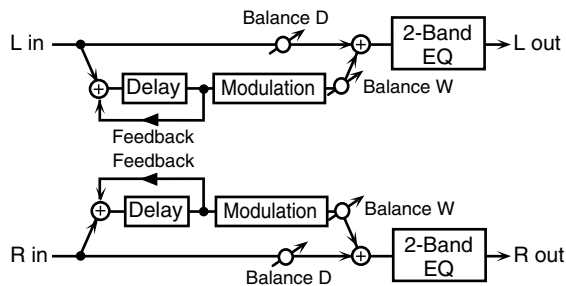 Balance D
L in
2-Band
EQ
L out
Delay
Modulation
Balance W
Feedback
Feedback
Delay
Modulation
Balance W
R in
2-Band
EQ
R out
Balance D